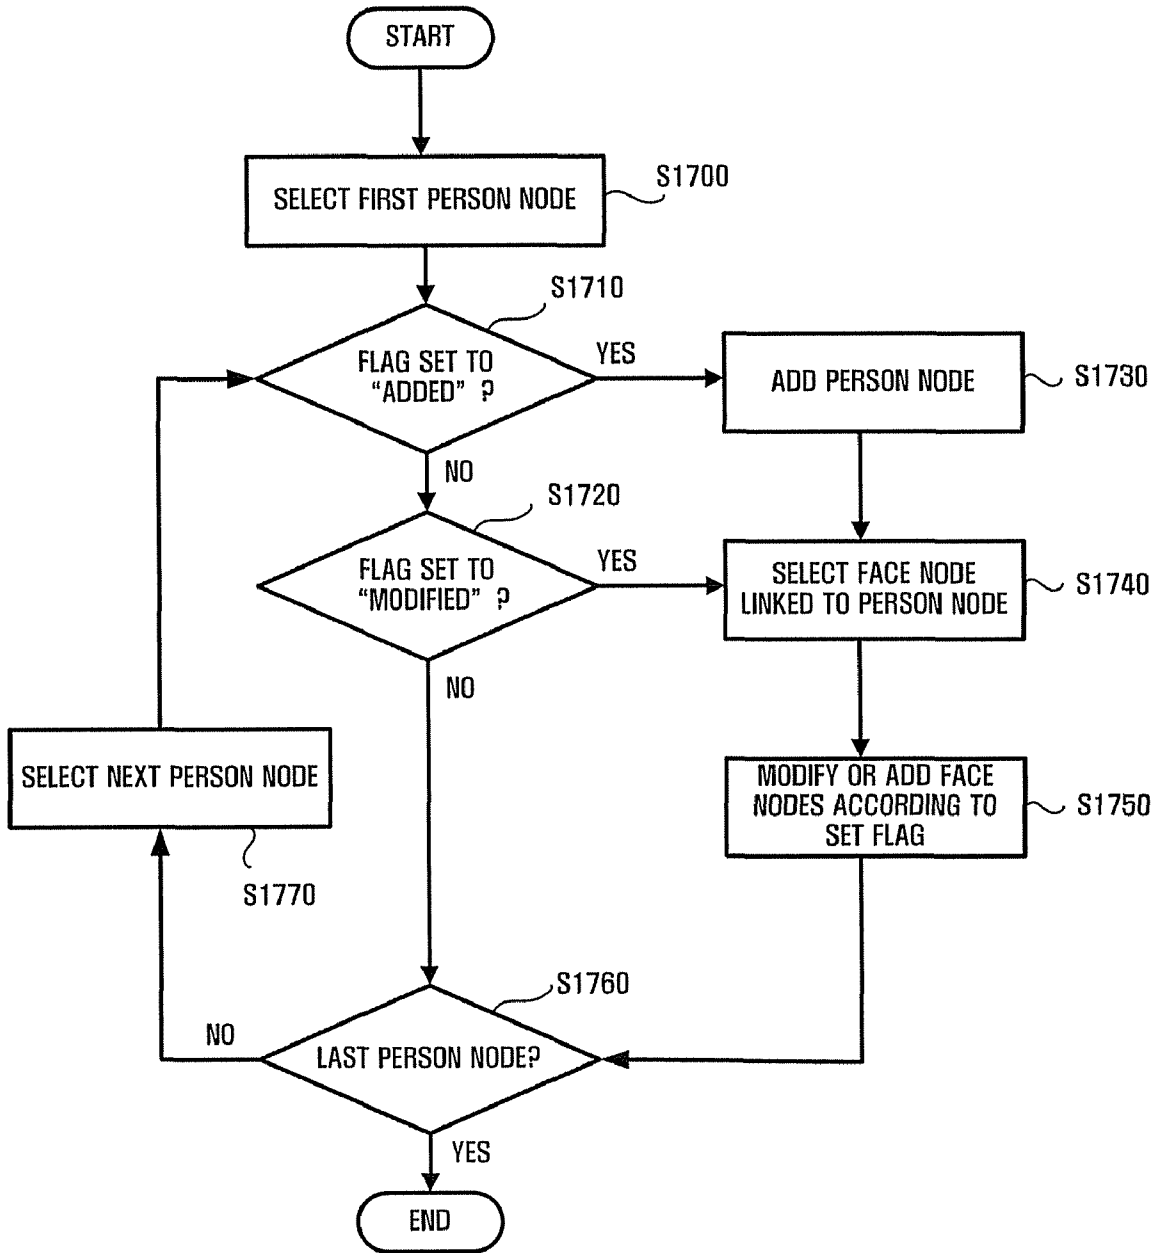 START
SELECT FIRST PERSON NODE
S1700
S1710
FLAG SET TO
"ADDED" ?
YES
ADD PERSON NODE
S1730
NO
S1720
FLAG SET TO
"MODIFIED" ?
YES
SELECT FACE NODE
LINKED TO PERSON NODE
S1740
NO
SELECT NEXT PERSON NODE
S1770
MODIFY OR ADD FACE
NODES ACCORDING TO
SET FLAG
S1750
S1760
NO
LAST PERSON NODE?
YES
END